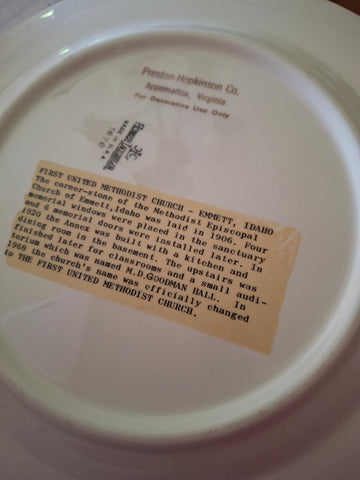 Preston-Hopkinson Co.
Appomattox, Virginia
For Decorative Use Only
HOMER LAUGHLIN
MADE IN U.S.A.
FIRST UNITED METHODIST CHURCH - EMMETT, IDAHO
The corner-stone of the Methodist Episcopal
Church of Emmett, Idaho was laid in 1906. Four
memorial windows were placed in the sanctuary
and 6 memorial doors were installed later. In
1920 the Annex was built with a kitchen and
dining room in the basement. The upstairs was
finished later for classrooms and a small audi-
torium which was named M.D.GOODMAN HALL. In
1968 the church's name was officially changed
to THE FIRST UNITED METHODIST CHURCH.